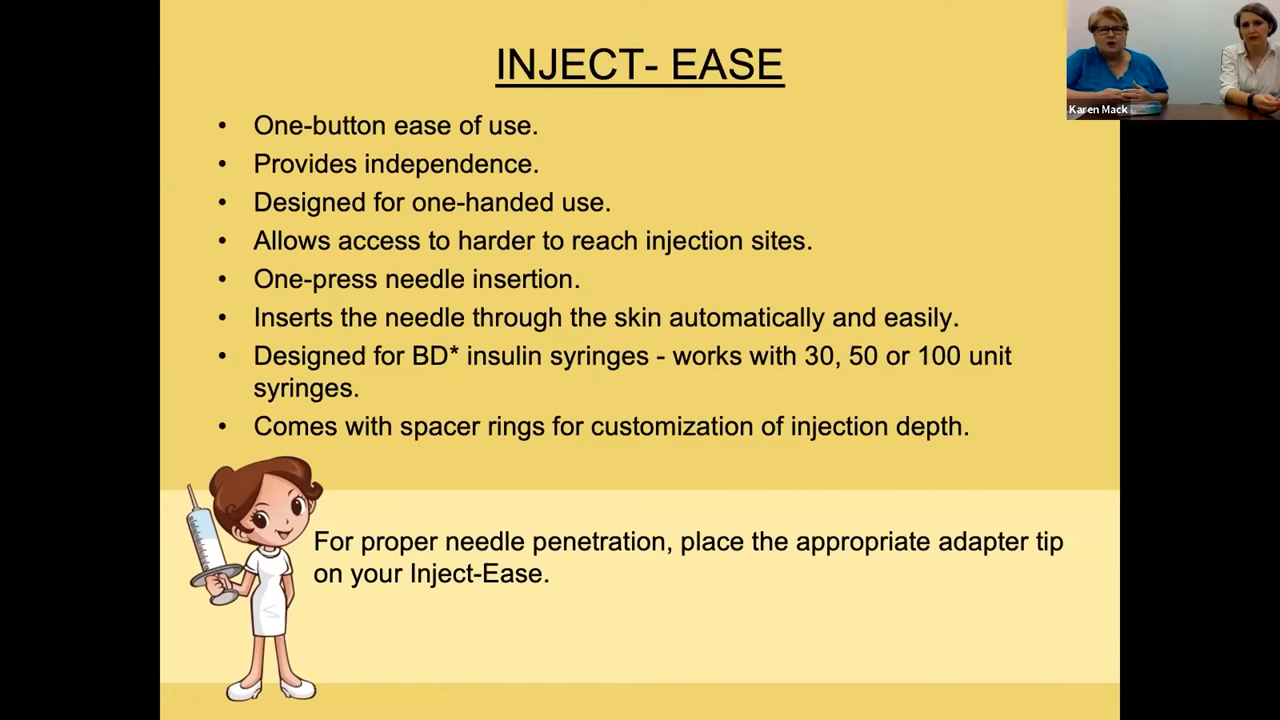 INJECT- EASE
• One-button ease of use.
• Provides independence.
• Designed for one-handed use.
• Allows access to harder to reach injection sites.
• One-press needle insertion.
• Inserts the needle through the skin automatically and easily.
• Designed for BD* insulin syringes - works with 30, 50 or 100 unit
syringes.
• Comes with spacer rings for customization of injection depth.
For proper needle penetration, place the appropriate adapter tip
on your Inject-Ease.
Karen Mack